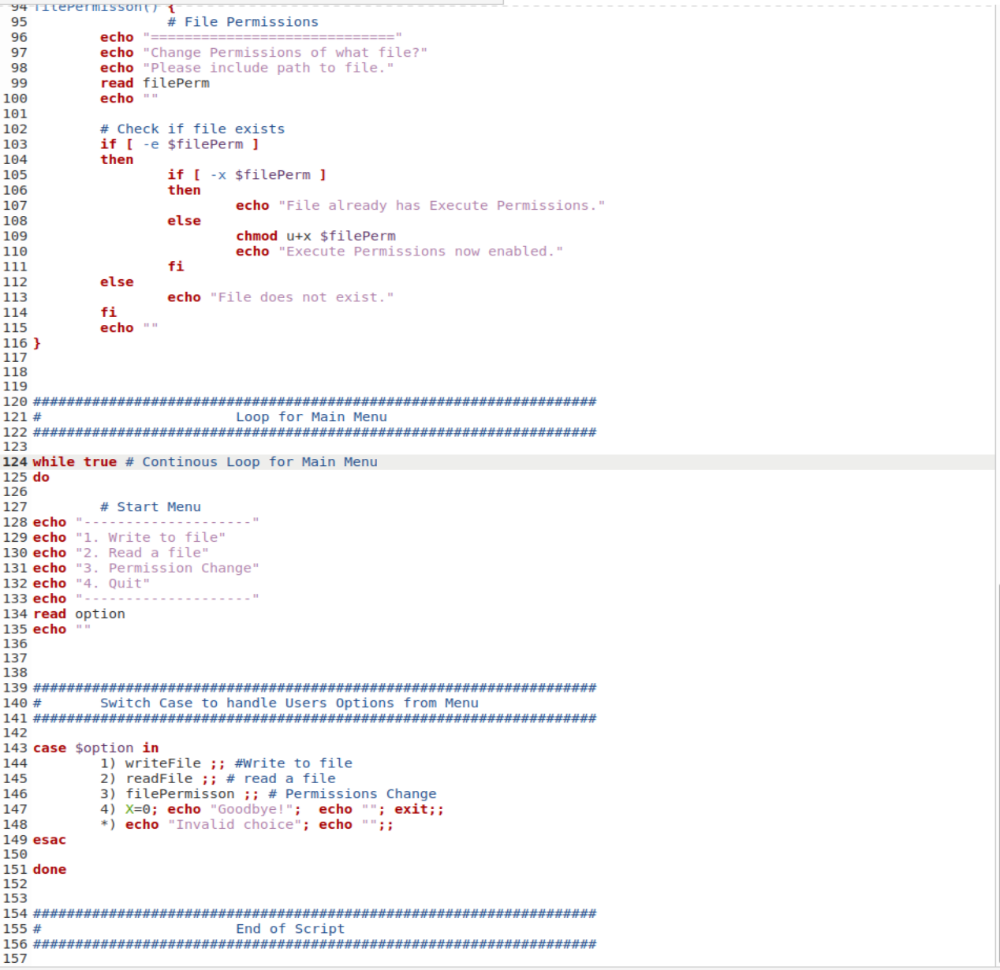 94 filePermisson() {
95 # File Permissions
96 echo "============================="
97 echo "Change Permissions of what file?"
98 echo "Please include path to file."
99 read filePerm
100 echo ""
101
102 # Check if file exists
103 if [ -e $filePerm ]
104 then
105 if [ -x $filePerm ]
106 then
107 echo "File already has Execute Permissions."
108 else
109 chmod u+x $filePerm
110 echo "Execute Permissions now enabled."
111 fi
112 else
113 echo "File does not exist."
114 fi
115 echo ""
116 }
117
118
119
120 ###################################################################
121 # Loop for Main Menu
122 ###################################################################
123
124 while true # Continous Loop for Main Menu
125 do
126
127 # Start Menu
128 echo "--------------------"
129 echo "1. Write to file"
130 echo "2. Read a file"
131 echo "3. Permission Change"
132 echo "4. Quit"
133 echo "--------------------"
134 read option
135 echo ""
136
137
138
139 ###################################################################
140 # Switch Case to handle Users Options from Menu
141 ###################################################################
142
143 case $option in
144 1) writeFile ;; #Write to file
145 2) readFile ;; # read a file
146 3) filePermisson ;; # Permissions Change
147 4) X=0; echo "Goodbye!";  echo ""; exit;;
148 *) echo "Invalid choice"; echo "";;
149 esac
150
151 done
152
153
154 ###################################################################
155 # End of Script
156 ###################################################################
157